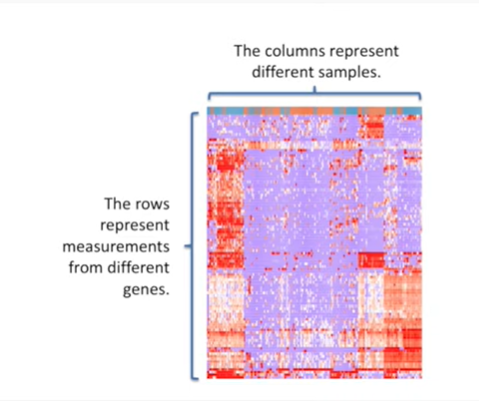 The columns represent
different samples.
The rows
represent
measurements
from different
genes.